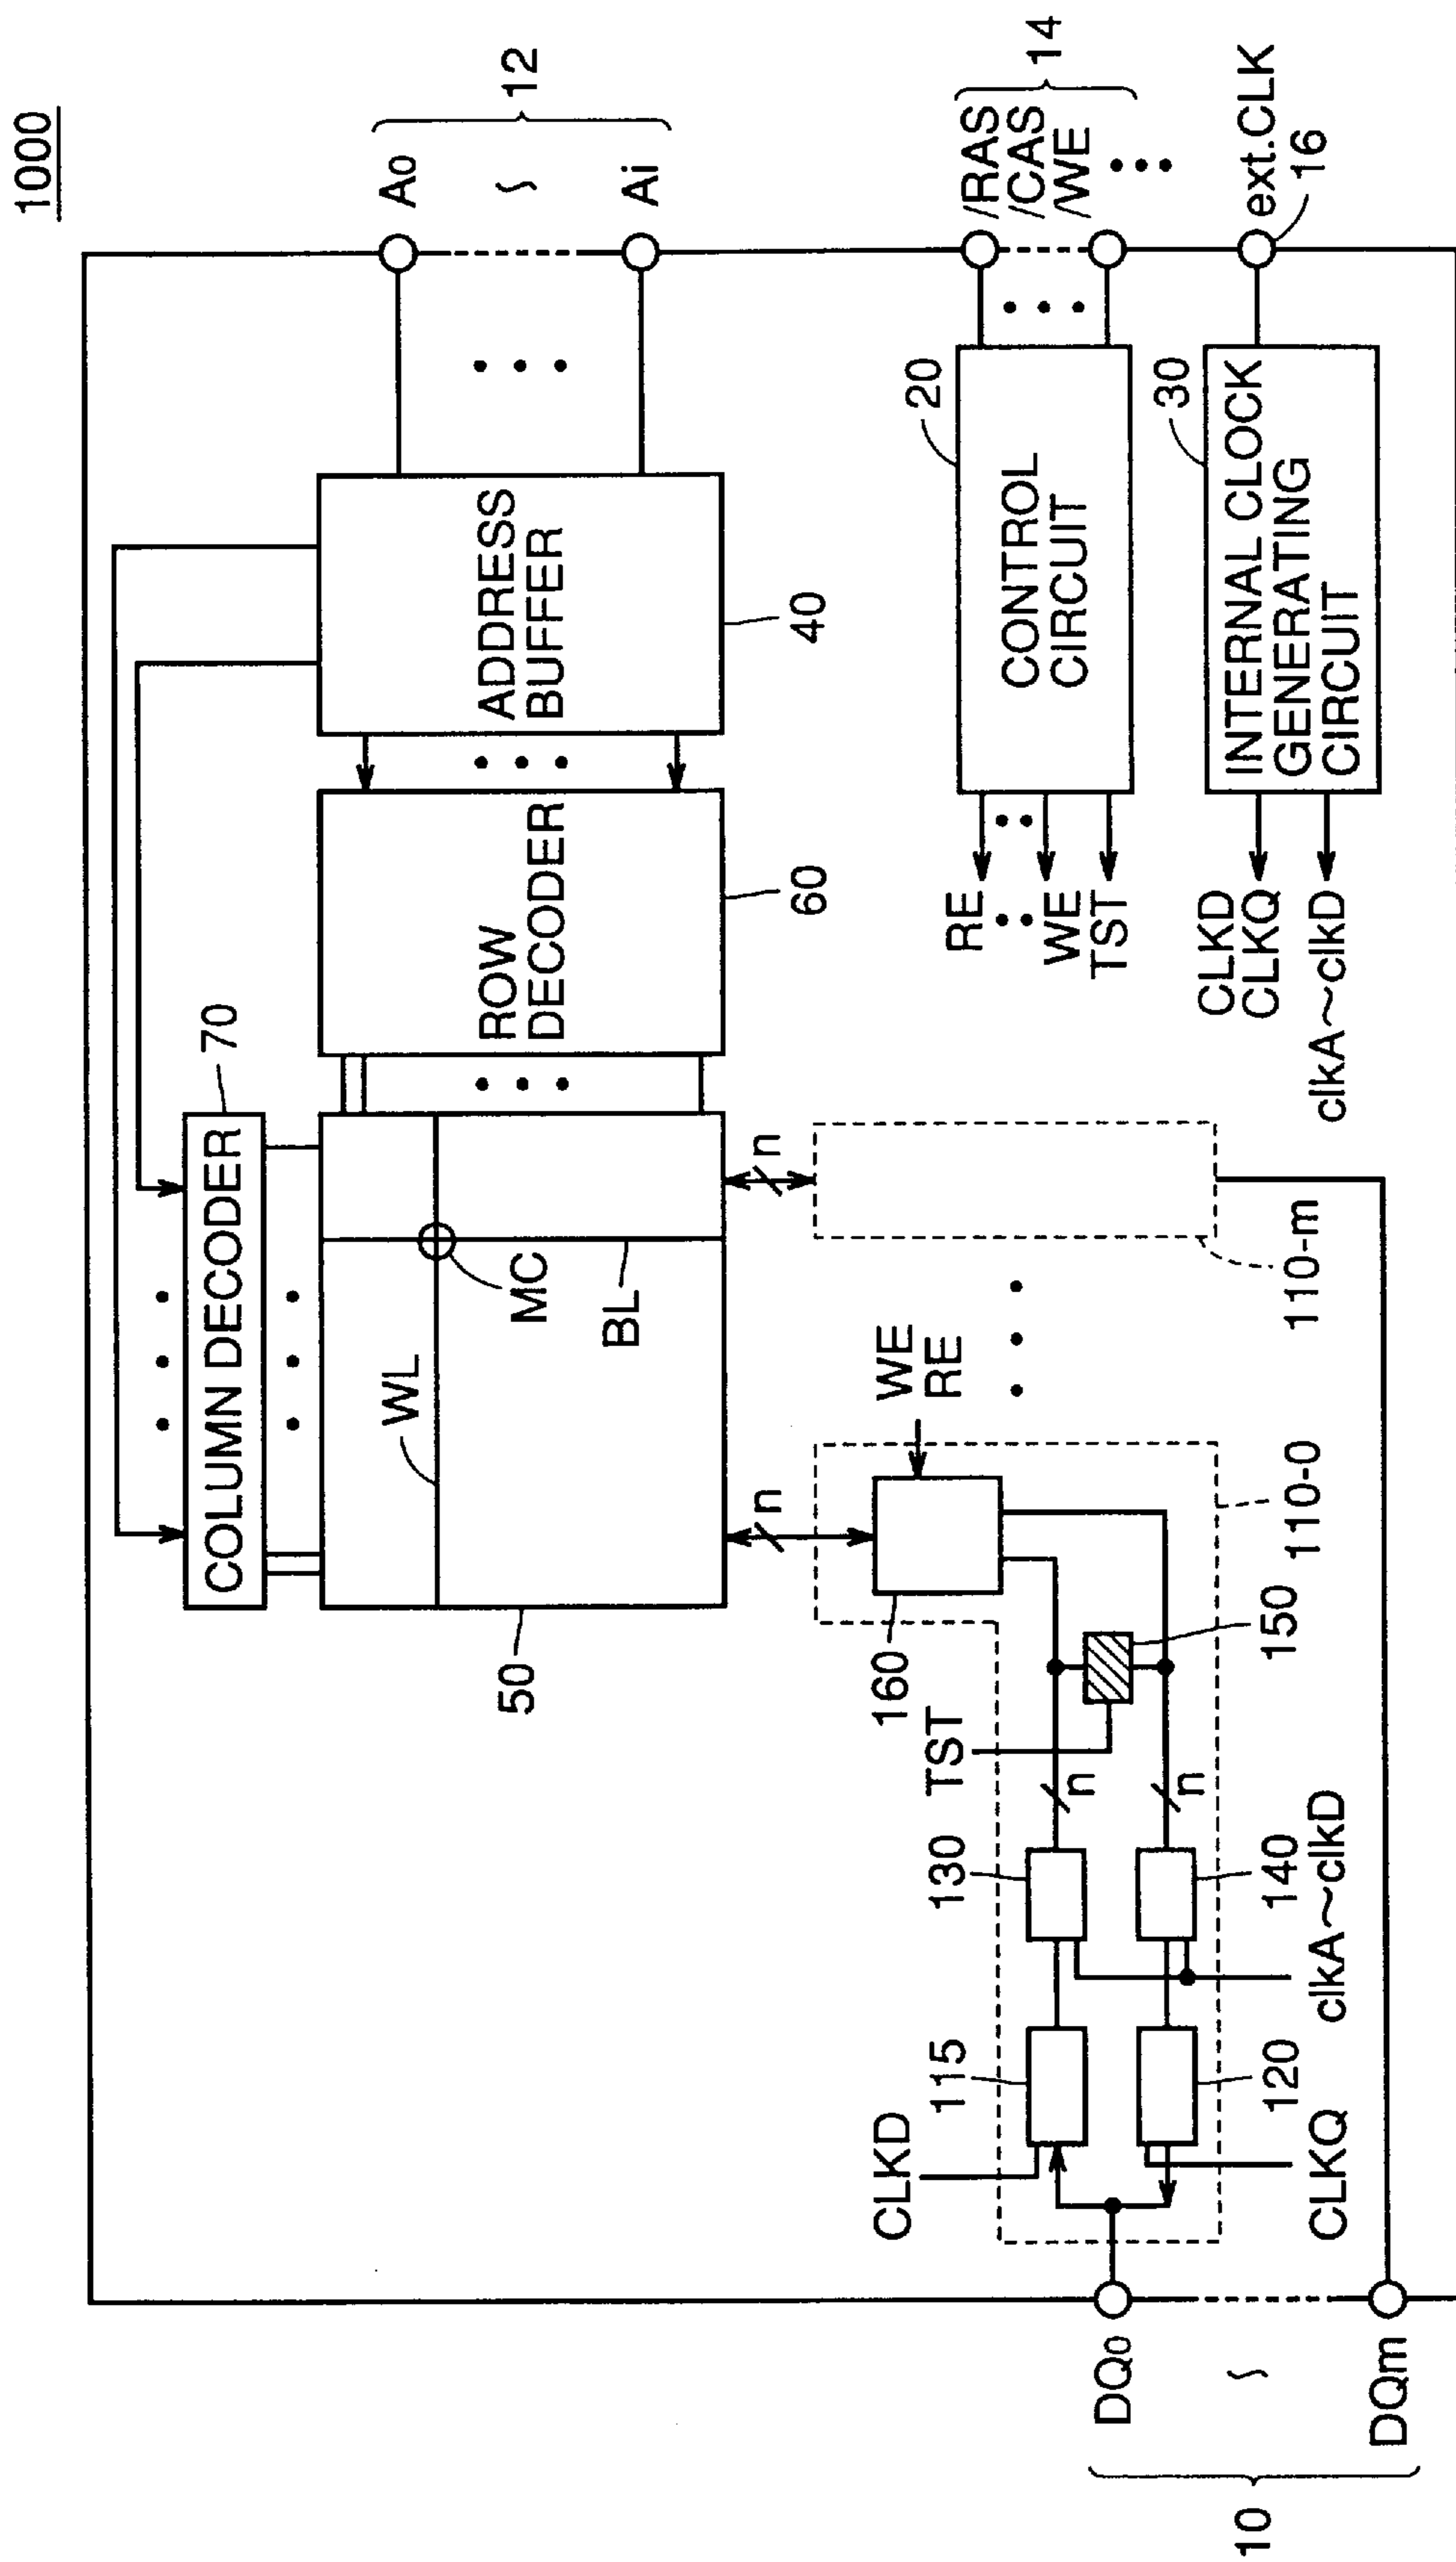 1000
A0
~
Ai
12
/RAS
/CAS
/WE
14
ext.CLK
16
ADDRESS
BUFFER
40
20
CONTROL
CIRCUIT
30
INTERNAL CLOCK
GENERATING
CIRCUIT
ROW
DECODER
60
RE
WE
TST
CLKD
CLKQ
clkA~clkD
70
COLUMN DECODER
WL
MC
BL
50
n
n
110-m
WE
RE
160
110-0
150
TST
n
n
130
140
clkA~clkD
115
120
CLKD
CLKQ
DQ0
~
DQm
10